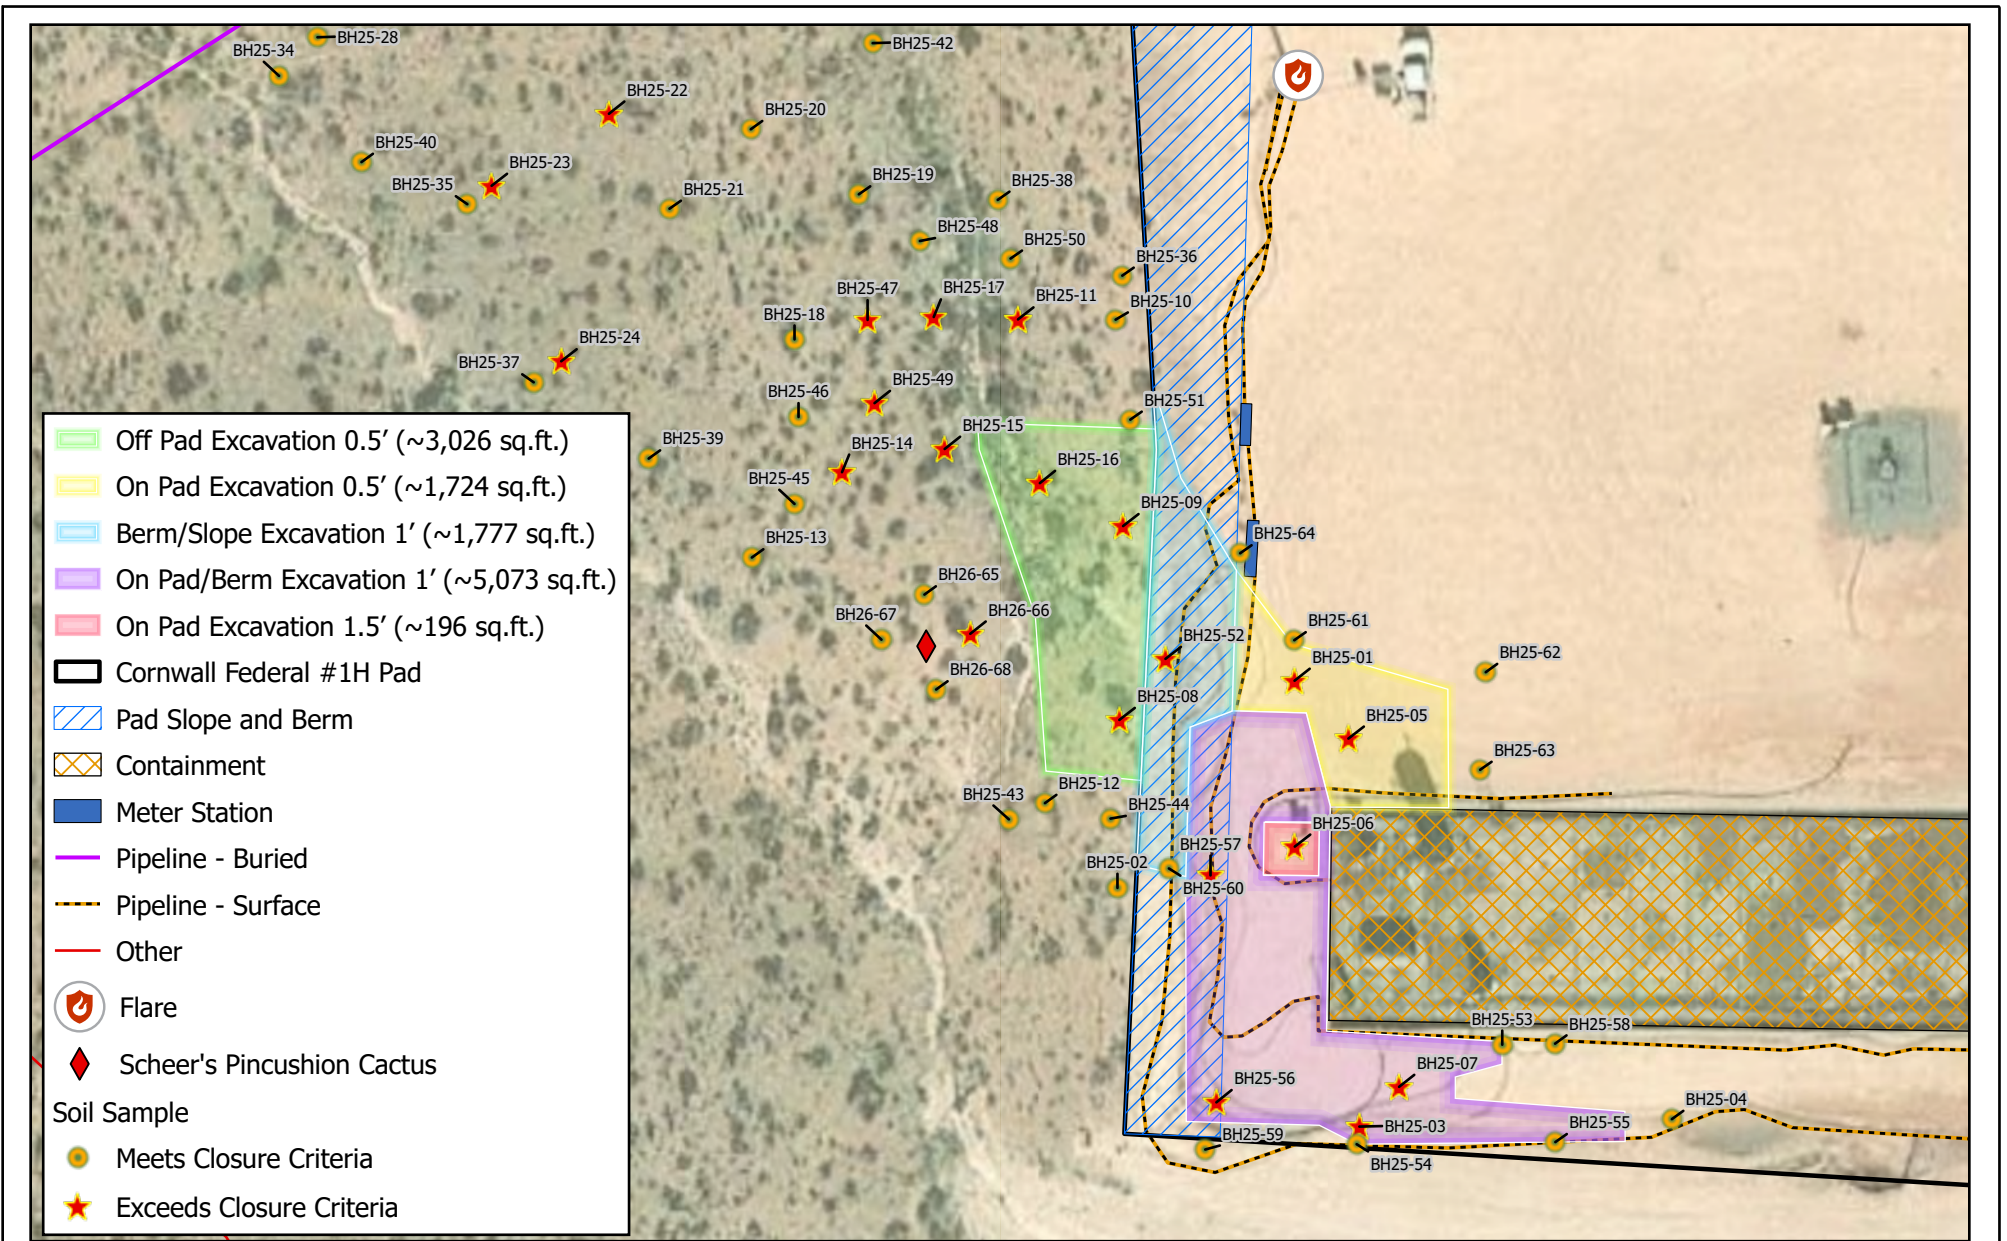 BH25-28
BH25-34
BH25-42
BH25-22
BH25-20
BH25-40
BH25-23
BH25-35
BH25-21
BH25-19
BH25-38
BH25-48
BH25-50
BH25-36
BH25-47
BH25-17
BH25-11
BH25-10
BH25-18
BH25-24
BH25-37
BH25-49
BH25-46
BH25-51
BH25-15
BH25-39
BH25-14
BH25-16
BH25-45
BH25-09
BH25-13
BH25-64
BH26-65
BH26-66
BH26-67
BH25-61
BH25-52
BH25-01
BH25-62
BH26-68
BH25-08
BH25-05
BH25-63
BH25-12
BH25-43
BH25-44
BH25-06
BH25-57
BH25-02
BH25-60
BH25-53
BH25-58
BH25-07
BH25-56
BH25-04
BH25-03
BH25-55
BH25-59
BH25-54
Off Pad Excavation 0.5′ (~3,026 sq.ft.)
On Pad Excavation 0.5′ (~1,724 sq.ft.)
Berm/Slope Excavation 1′ (~1,777 sq.ft.)
On Pad/Berm Excavation 1′ (~5,073 sq.ft.)
On Pad Excavation 1.5′ (~196 sq.ft.)
Cornwall Federal #1H Pad
Pad Slope and Berm
Containment
Meter Station
Pipeline - Buried
Pipeline - Surface
Other
Flare
Scheer's Pincushion Cactus
Soil Sample
Meets Closure Criteria
Exceeds Closure Criteria